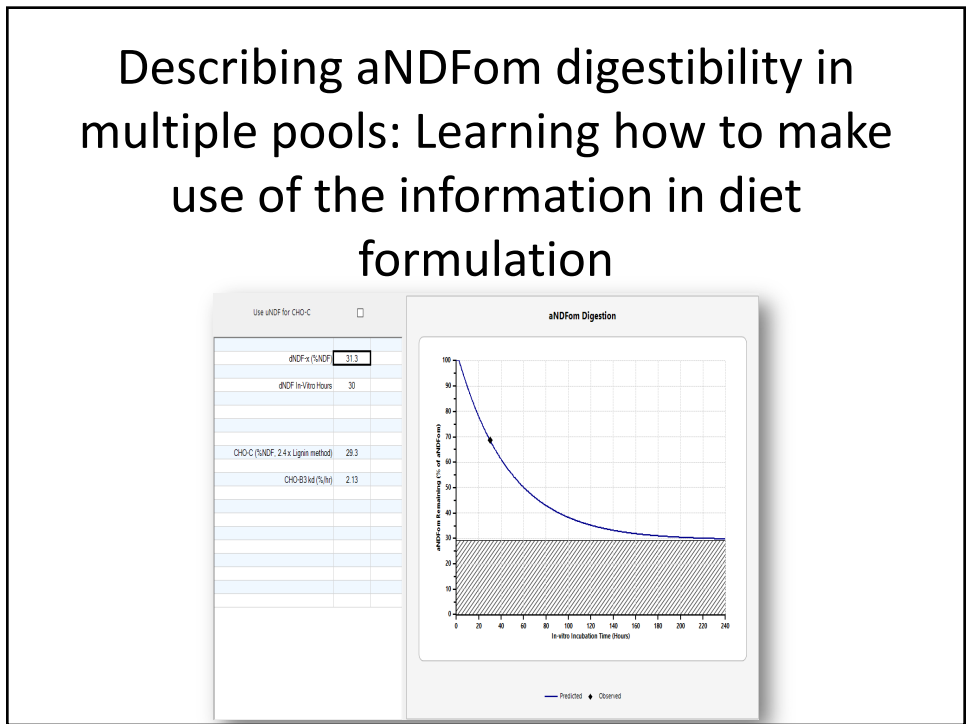 Describing aNDFom digestibility in
multiple pools: Learning how to make
use of the information in diet
formulation
Use uNDF for CHO-C
dNDF-x (%NDF) 31.3
dNDF In-Vitro Hours 30
CHO-C (%NDF, 2.4 x Lignin method) 29.3
CHO-B3 kd (%/hr) 2.13
aNDFom Digestion
aNDFom Remaining (% of aNDFom)
100
90
80
70
60
50
40
30
20
10
0
0 20 40 60 80 100 120 140 160 180 200 220 240
In-vitro Incubation Time (Hours)
Predicted Observed